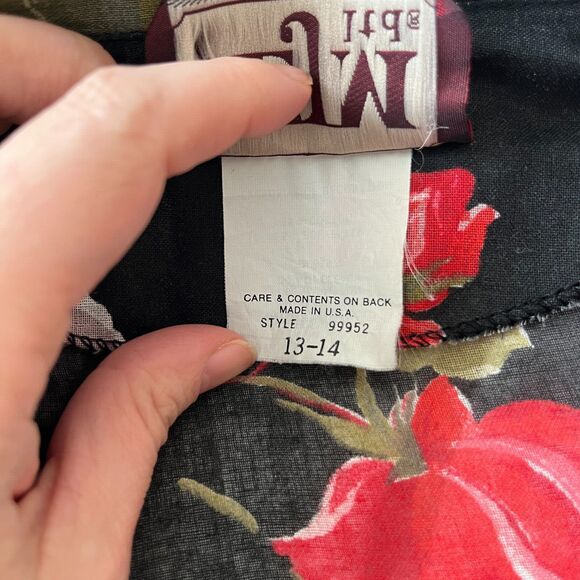 CARE & CONTENTS ON BACK
MADE IN U.S.A.
STYLE 99952
13-14